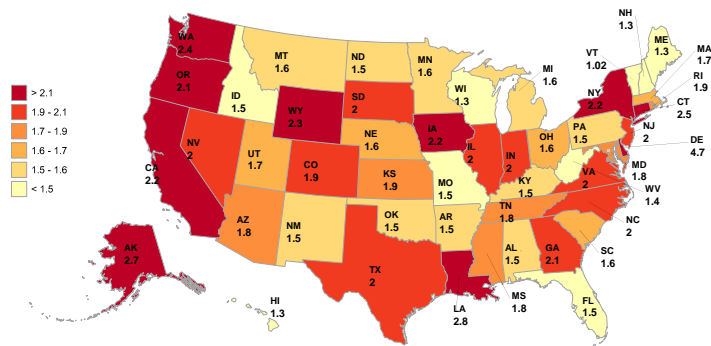 > 2.1
1.9 - 2.1
1.7 - 1.9
1.6 - 1.7
1.5 - 1.6
< 1.5
WA
2.4
OR
2.1
CA
2.2
NV
2
ID
1.5
MT
1.6
WY
2.3
UT
1.7
CO
1.9
AZ
1.8
NM
1.5
ND
1.5
SD
2
NE
1.6
KS
1.9
OK
1.5
TX
2
MN
1.6
IA
2.2
MO
1.5
AR
1.5
LA
2.8
WI
1.3
IL
2
MI
1.6
IN
2
OH
1.6
KY
1.5
TN
1.8
MS
1.8
AL
1.5
GA
2.1
FL
1.5
SC
1.6
NC
2
VA
2
WV
1.4
MD
1.8
DE
4.7
NJ
2
PA
1.5
NY
2.2
CT
2.5
RI
1.9
MA
1.7
VT
1.02
NH
1.3
ME
1.3
AK
2.7
HI
1.3